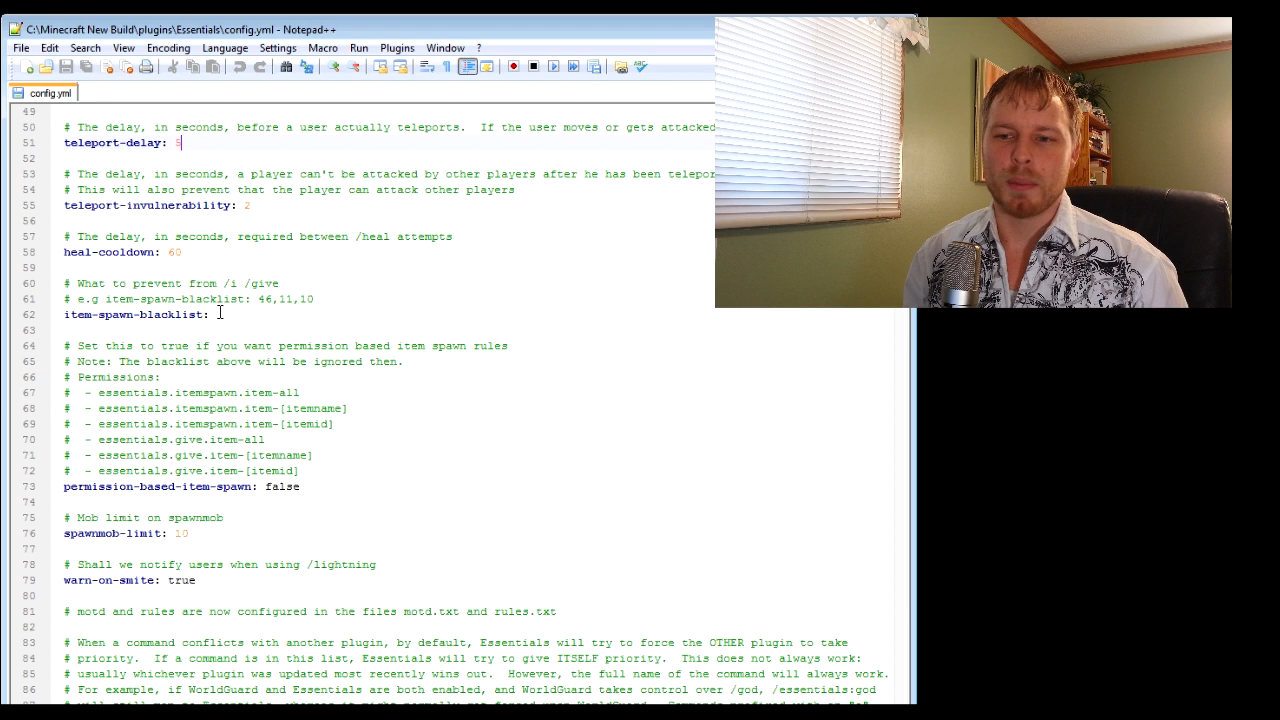 C:\Minecraft New Build\plugins\Essentials\config.yml - Notepad++
File Edit Search View Encoding Language Settings Macro Run Plugins Window ?
config.yml
49
50 # The delay, in seconds, before a user actually teleports.  If the user moves or gets attacked
51 teleport-delay: 5
52
53 # The delay, in seconds, a player can't be attacked by other players after he has been telepor
54 # This will also prevent that the player can attack other players
55 teleport-invulnerability: 2
56
57 # The delay, in seconds, required between /heal attempts
58 heal-cooldown: 60
59
60 # What to prevent from /i /give
61 # e.g item-spawn-blacklist: 46,11,10
62 item-spawn-blacklist:
63
64 # Set this to true if you want permission based item spawn rules
65 # Note: The blacklist above will be ignored then.
66 # Permissions:
67 #  - essentials.itemspawn.item-all
68 #  - essentials.itemspawn.item-[itemname]
69 #  - essentials.itemspawn.item-[itemid]
70 #  - essentials.give.item-all
71 #  - essentials.give.item-[itemname]
72 #  - essentials.give.item-[itemid]
73 permission-based-item-spawn: false
74
75 # Mob limit on spawnmob
76 spawnmob-limit: 10
77
78 # Shall we notify users when using /lightning
79 warn-on-smite: true
80
81 # motd and rules are now configured in the files motd.txt and rules.txt
82
83 # When a command conflicts with another plugin, by default, Essentials will try to force the OTHER plugin to take
84 # priority.  If a command is in this list, Essentials will try to give ITSELF priority.  This does not always work:
85 # usually whichever plugin was updated most recently wins out.  However, the full name of the command will always work.
86 # For example, if WorldGuard and Essentials are both enabled, and WorldGuard takes control over /god, /essentials:god